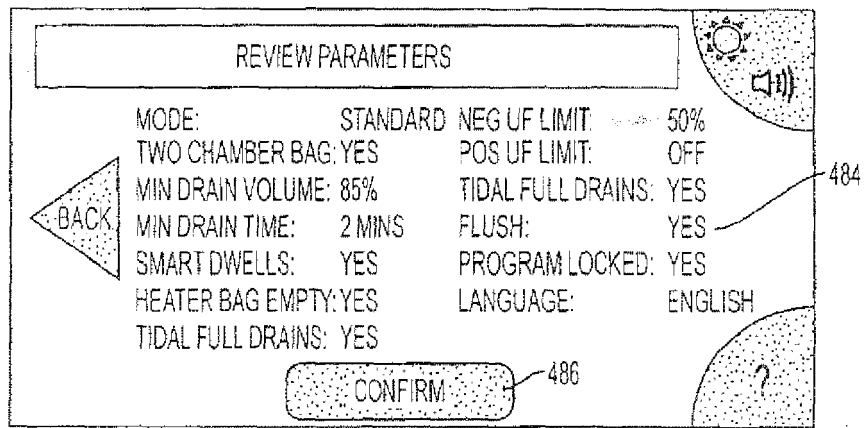 REVIEW PARAMETERS
MODE: STANDARD NEG UF LIMIT: 50%
TWO CHAMBER BAG: YES POS UF LIMIT: OFF
MIN DRAIN VOLUME: 85% TIDAL FULL DRAINS: YES
MIN DRAIN TIME: 2 MINS FLUSH: YES
SMART DWELLS: YES PROGRAM LOCKED: YES
HEATER BAG EMPTY: YES LANGUAGE: ENGLISH
TIDAL FULL DRAINS: YES
BACK
CONFIRM
?
484
486